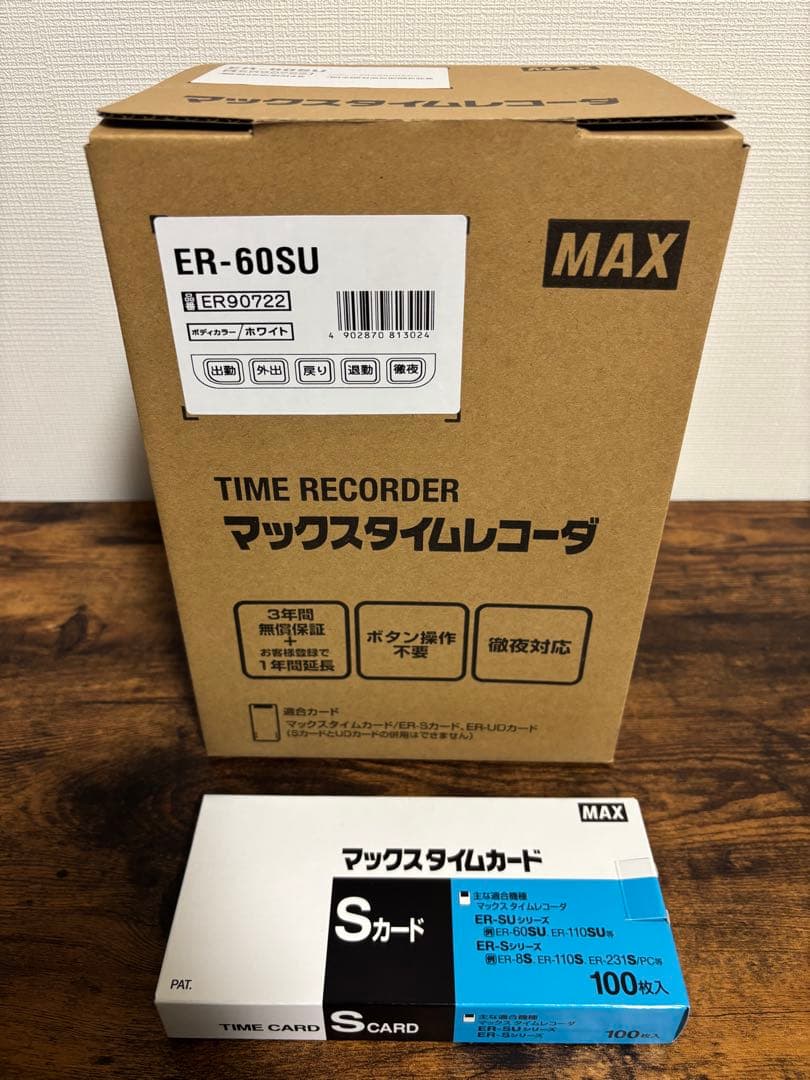 ER-60SU
MAX
マックスタイムレコーダ
ER-60SU
品番 ER90722
ボディカラー/ホワイト
4 902870 813024
出勤 外出 戻り 退勤 徹夜
MAX
TIME RECORDER
マックスタイムレコーダ
3年間
無償保証
+
お客様登録で
1年間延長
ボタン操作
不要
徹夜対応
適合カード
マックスタイムカード/ER-Sカード、ER-UDカード
(SカードとUDカードの併用はできません)
MAX
マックスタイムカード
Sカード
主な適合機種
マックス タイムレコーダ
ER-SUシリーズ
例 ER-60SU、ER-110SU等
ER-Sシリーズ
例 ER-8S、ER-110S、ER-231S/PC等
100枚入
PAT.
TIME CARD S CARD
主な適合機種
マックス タイムレコーダ
ER-SUシリーズ
ER-Sシリーズ
100枚入